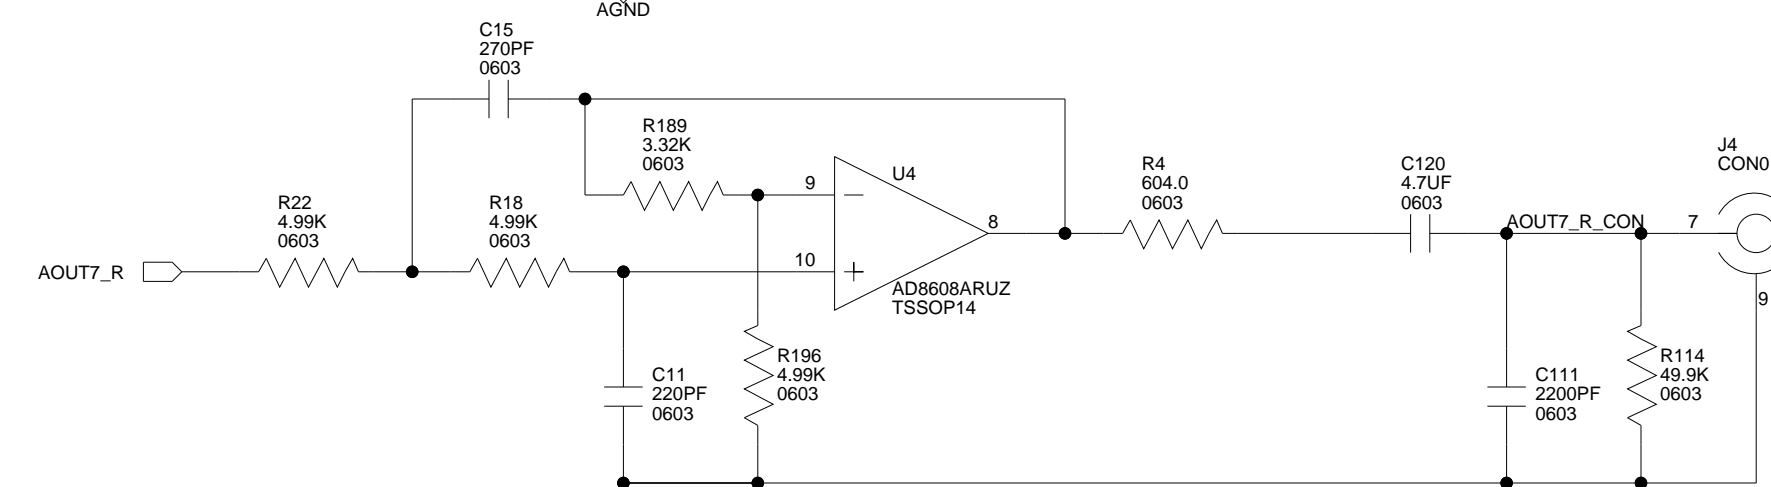 AGND
C15
270PF
0603
R189
3.32K
0603
U4
9
8
10
AD8608ARUZ
TSSOP14
R22
4.99K
0603
R18
4.99K
0603
AOUT7_R
R4
604.0
0603
C120
4.7UF
0603
AOUT7_R_CON
7
J4
CON0
9
C11
220PF
0603
R196
4.99K
0603
C111
2200PF
0603
R114
49.9K
0603